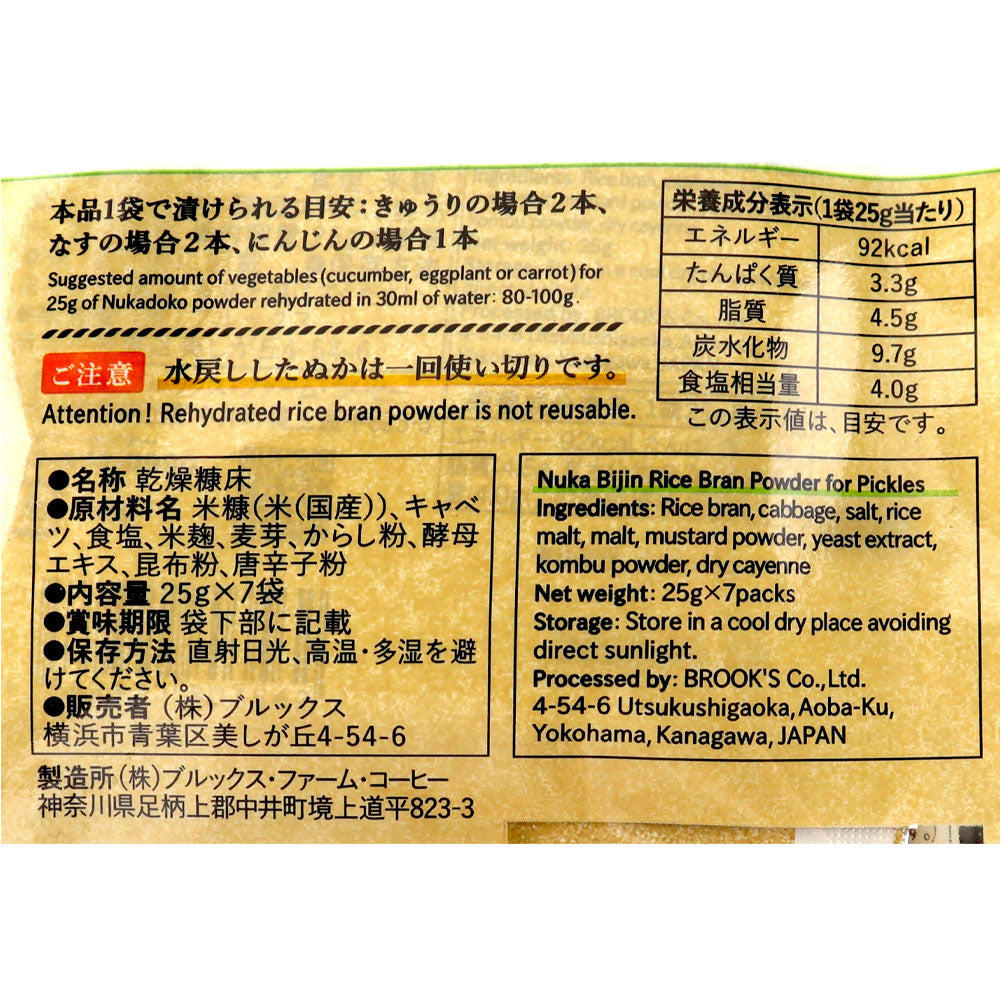 本品1袋で漬けられる目安：きゅうりの場合2本、
なすの場合2本、にんじんの場合1本
Suggested amount of vegetables (cucumber, eggplant or carrot) for
25g of Nukadoko powder rehydrated in 30ml of water: 80-100g.
ご注意 水戻ししたぬかは一回使い切りです。
Attention! Rehydrated rice bran powder is not reusable.
栄養成分表示(1袋25g当たり)
エネルギー 92kcal
たんぱく質 3.3g
脂質 4.5g
炭水化物 9.7g
食塩相当量 4.0g
この表示値は、目安です。
●名称 乾燥糠床
●原材料名 米糠(米(国産))、キャベ
ツ、食塩、米麹、麦芽、からし粉、酵母
エキス、昆布粉、唐辛子粉
●内容量 25g×7袋
●賞味期限 袋下部に記載
●保存方法 直射日光、高温・多湿を避
けてください。
●販売者 (株)ブルックス
横浜市青葉区美しが丘4-54-6
製造所(株)ブルックス・ファーム・コーヒー
神奈川県足柄上郡中井町境上道平823-3
Nuka Bijin Rice Bran Powder for Pickles
Ingredients: Rice bran, cabbage, salt, rice
malt, malt, mustard powder, yeast extract,
kombu powder, dry cayenne
Net weight: 25g×7packs
Storage: Store in a cool dry place avoiding
direct sunlight.
Processed by: BROOK'S Co.,Ltd.
4-54-6 Utsukushigaoka, Aoba-Ku,
Yokohama, Kanagawa, JAPAN